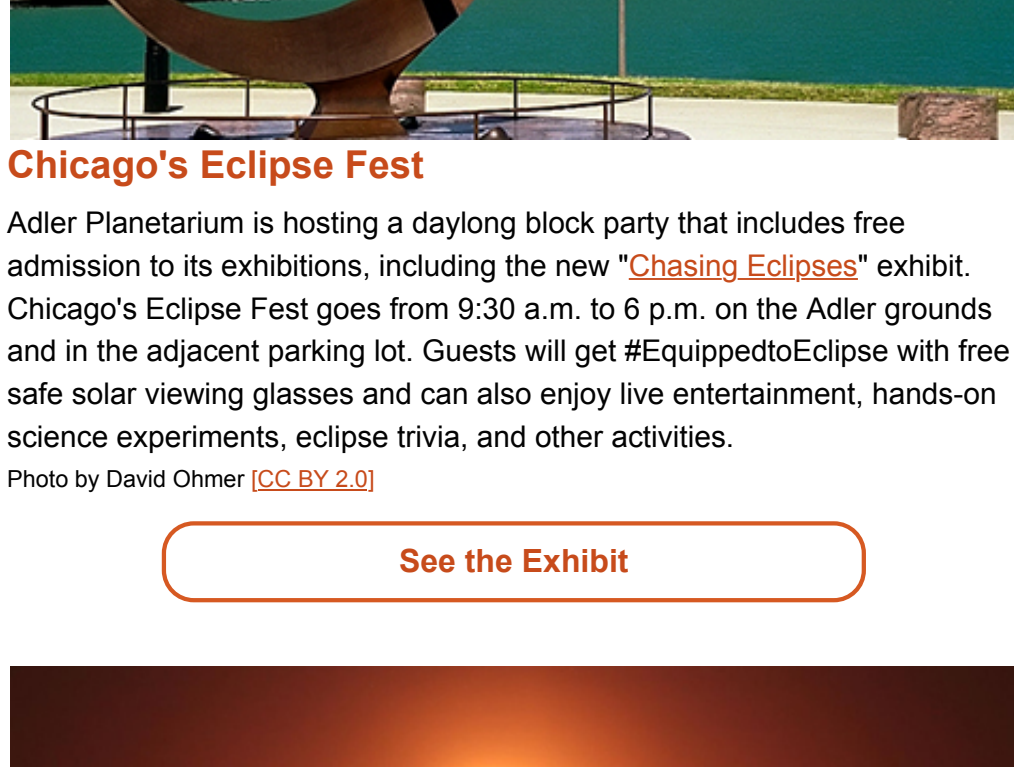 Chicago's Eclipse Fest
Adler Planetarium is hosting a daylong block party that includes free
admission to its exhibitions, including the new "Chasing Eclipses" exhibit.
Chicago's Eclipse Fest goes from 9:30 a.m. to 6 p.m. on the Adler grounds
and in the adjacent parking lot. Guests will get #EquippedtoEclipse with free
safe solar viewing glasses and can also enjoy live entertainment, hands-on
science experiments, eclipse trivia, and other activities.
Photo by David Ohmer [CC BY 2.0]
See the Exhibit